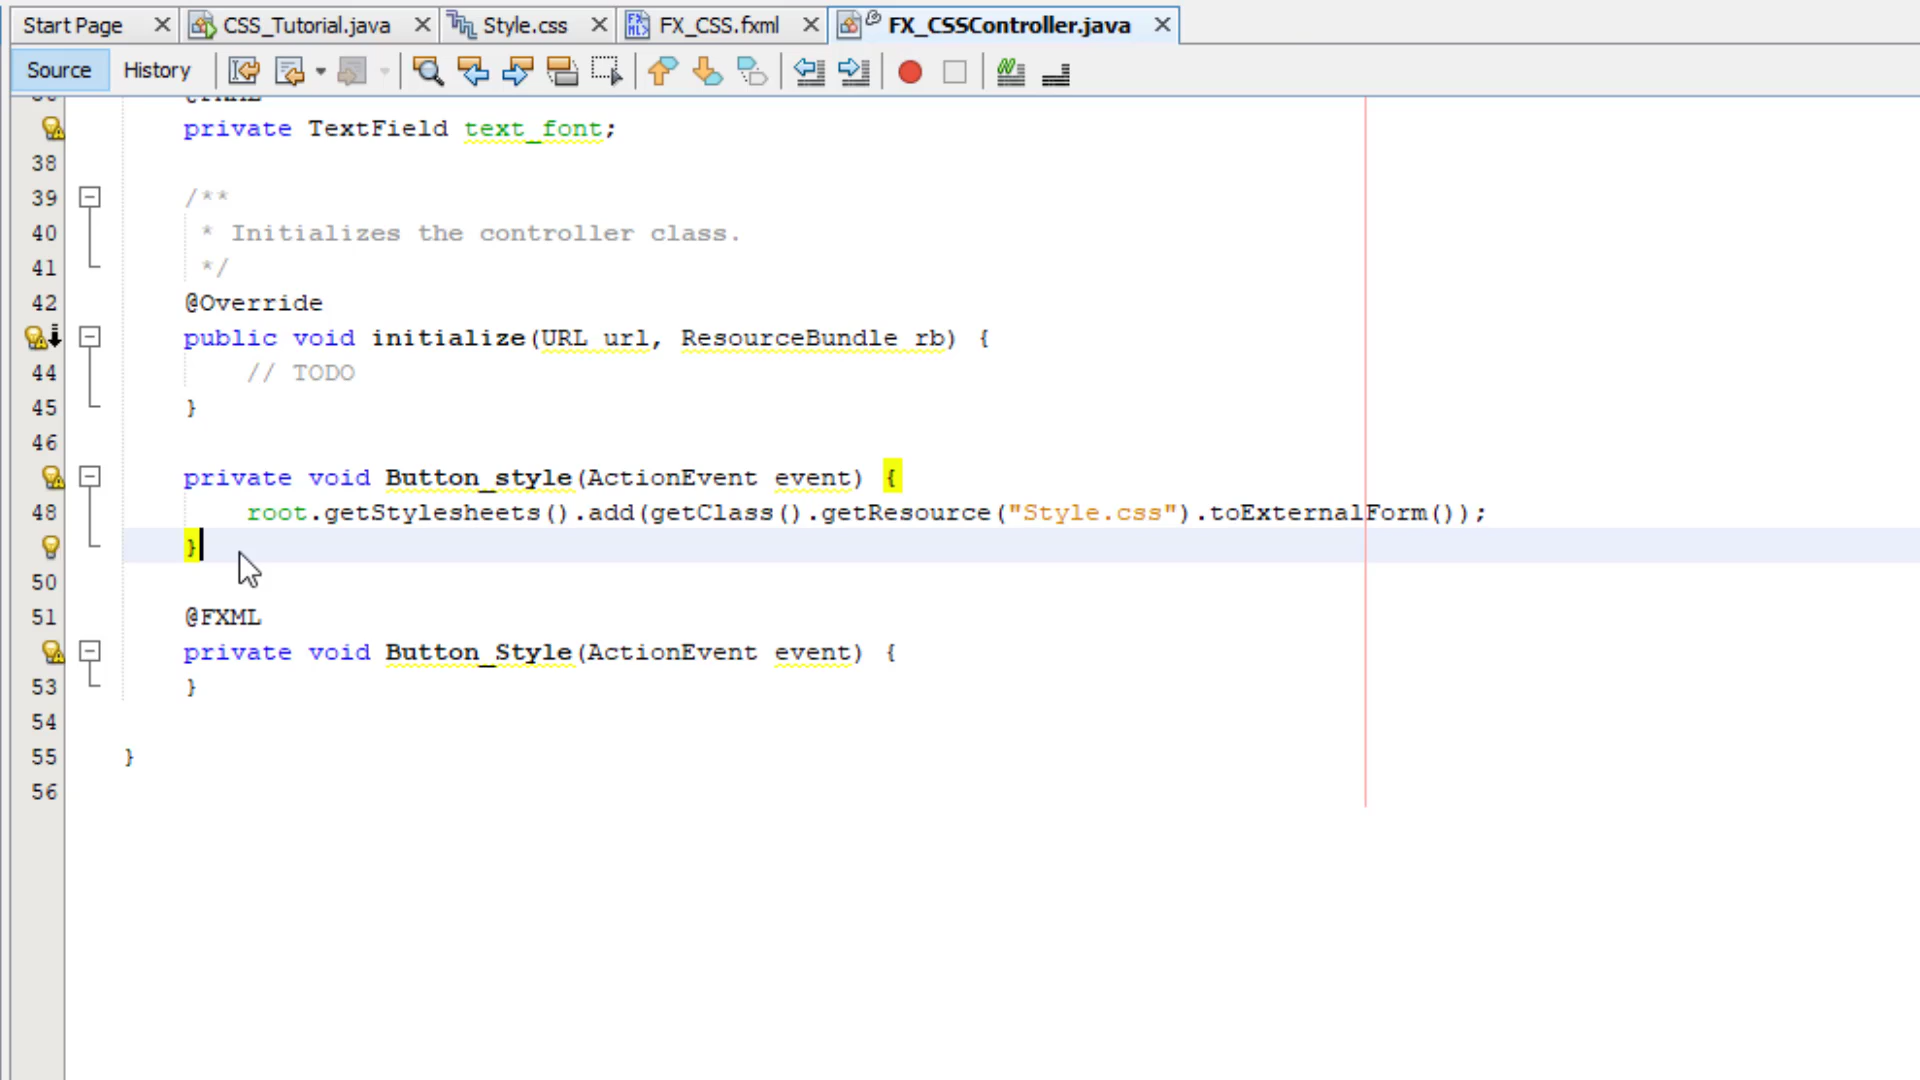 Start Page CSS_Tutorial.java Style.css FX_CSS.fxml FX_CSSController.java
Source History
private TextField text_font;
38
39 /**
40 * Initializes the controller class.
41 */
42 @Override
public void initialize(URL url, ResourceBundle rb) {
44 // TODO
45 }
46
private void Button_style(ActionEvent event) {
48 root.getStylesheets().add(getClass().getResource("Style.css").toExternalForm());
}
50
51 @FXML
private void Button_Style(ActionEvent event) {
53 }
54
55 }
56